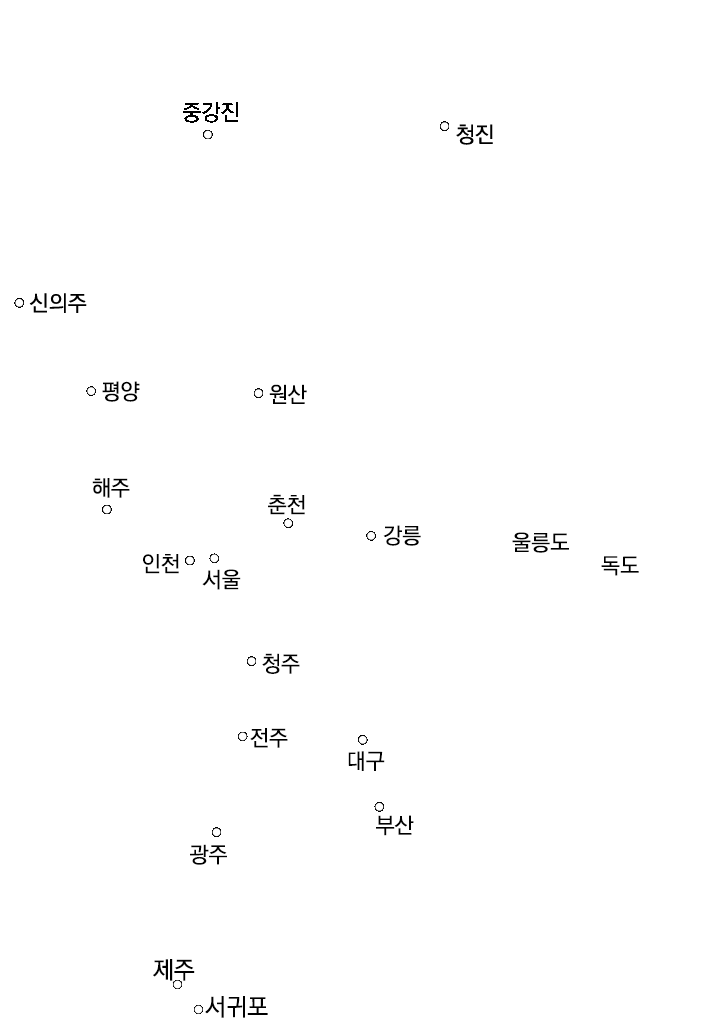 중강진
청진
신의주
평양
원산
해주
춘천
강릉
울릉도
독도
인천
서울
청주
전주
대구
부산
광주
제주
서귀포